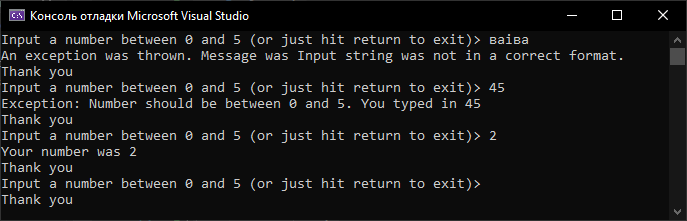 Консоль отладки Microsoft Visual Studio
Input a number between 0 and 5 (or just hit return to exit)> ваіва
An exception was thrown. Message was Input string was not in a correct format.
Thank you
Input a number between 0 and 5 (or just hit return to exit)> 45
Exception: Number should be between 0 and 5. You typed in 45
Thank you
Input a number between 0 and 5 (or just hit return to exit)> 2
Your number was 2
Thank you
Input a number between 0 and 5 (or just hit return to exit)>
Thank you